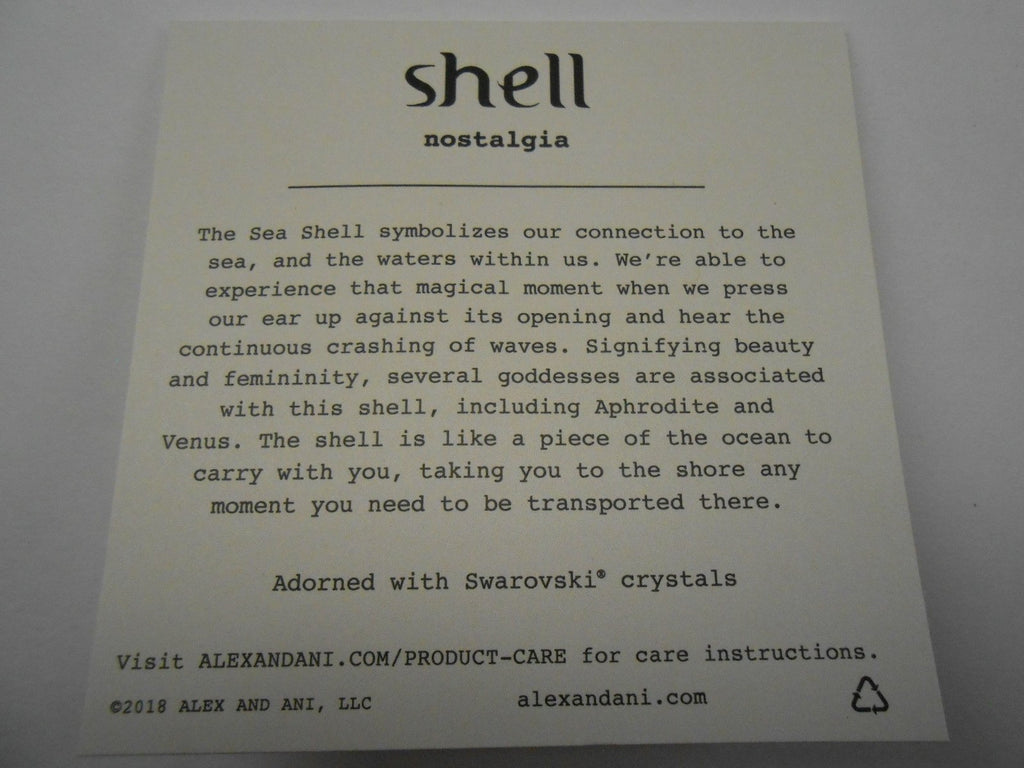 shell
nostalgia
The Sea Shell symbolizes our connection to the
sea, and the waters within us. We're able to
experience that magical moment when we press
our ear up against its opening and hear the
continuous crashing of waves. Signifying beauty
and femininity, several goddesses are associated
with this shell, including Aphrodite and
Venus. The shell is like a piece of the ocean to
carry with you, taking you to the shore any
moment you need to be transported there.
Adorned with Swarovski® crystals
Visit ALEXANDANI.COM/PRODUCT-CARE for care instructions.
©2018 ALEX AND ANI, LLC alexandani.com